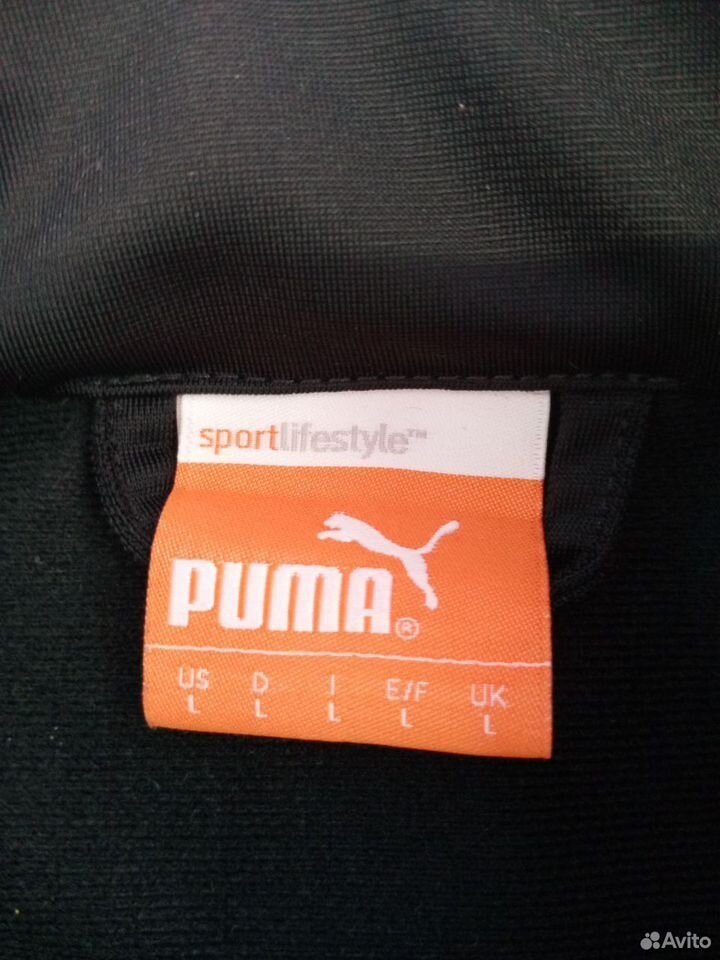 sportlifestyle™
PUMA®
US D I E/F UK
L L L L L
Avito